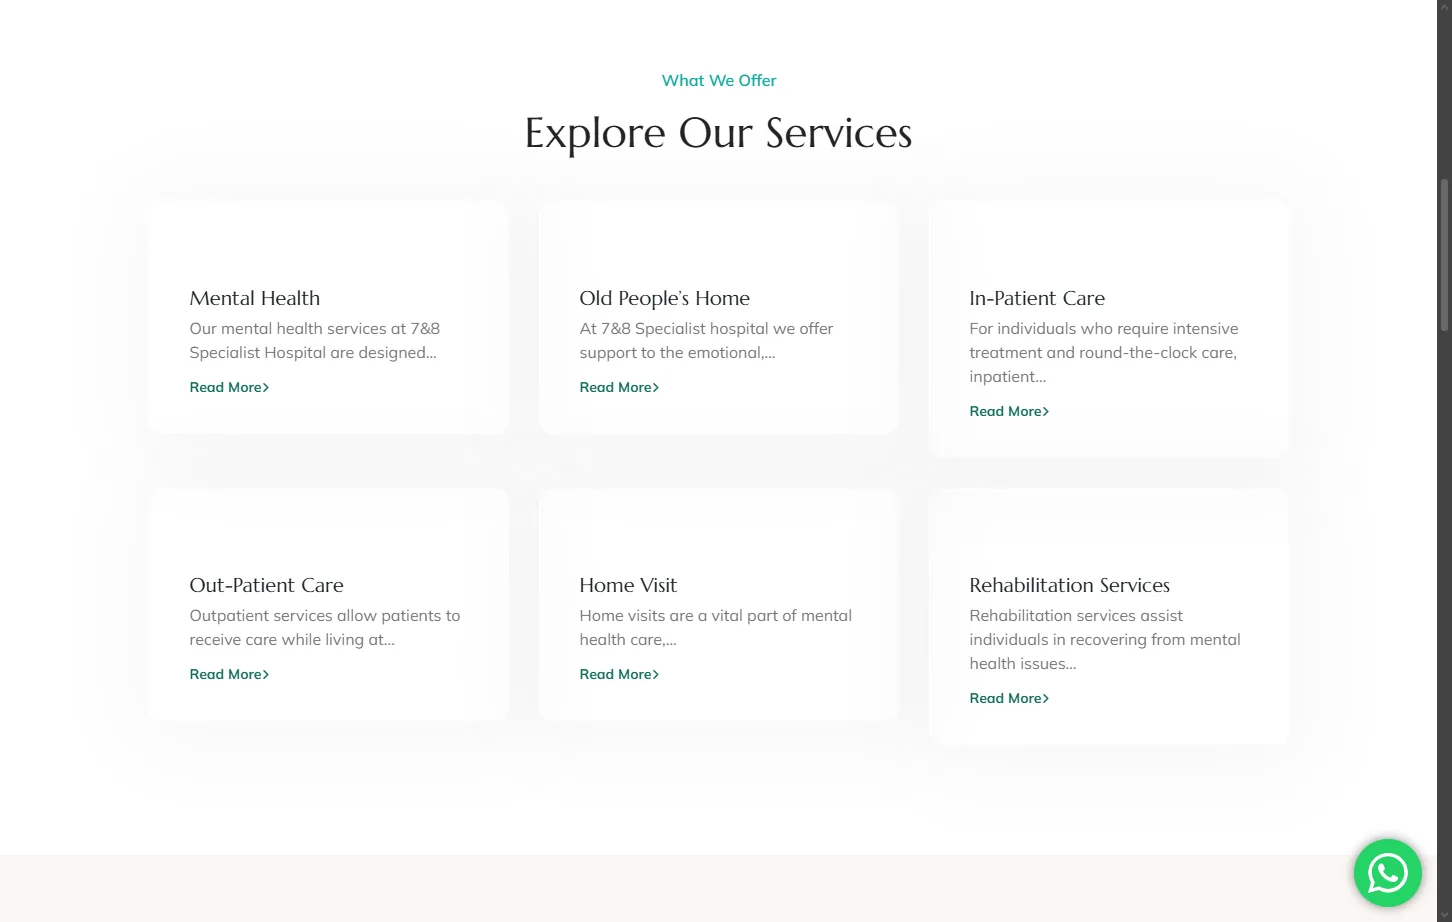 What We Offer
Explore Our Services
Mental Health
Our mental health services at 7&8
Specialist Hospital are designed...
Read More
Old People’s Home
At 7&8 Specialist hospital we offer
support to the emotional,...
Read More
In-Patient Care
For individuals who require intensive
treatment and round-the-clock care,
inpatient...
Read More
Out-Patient Care
Outpatient services allow patients to
receive care while living at...
Read More
Home Visit
Home visits are a vital part of mental
health care,...
Read More
Rehabilitation Services
Rehabilitation services assist
individuals in recovering from mental
health issues...
Read More